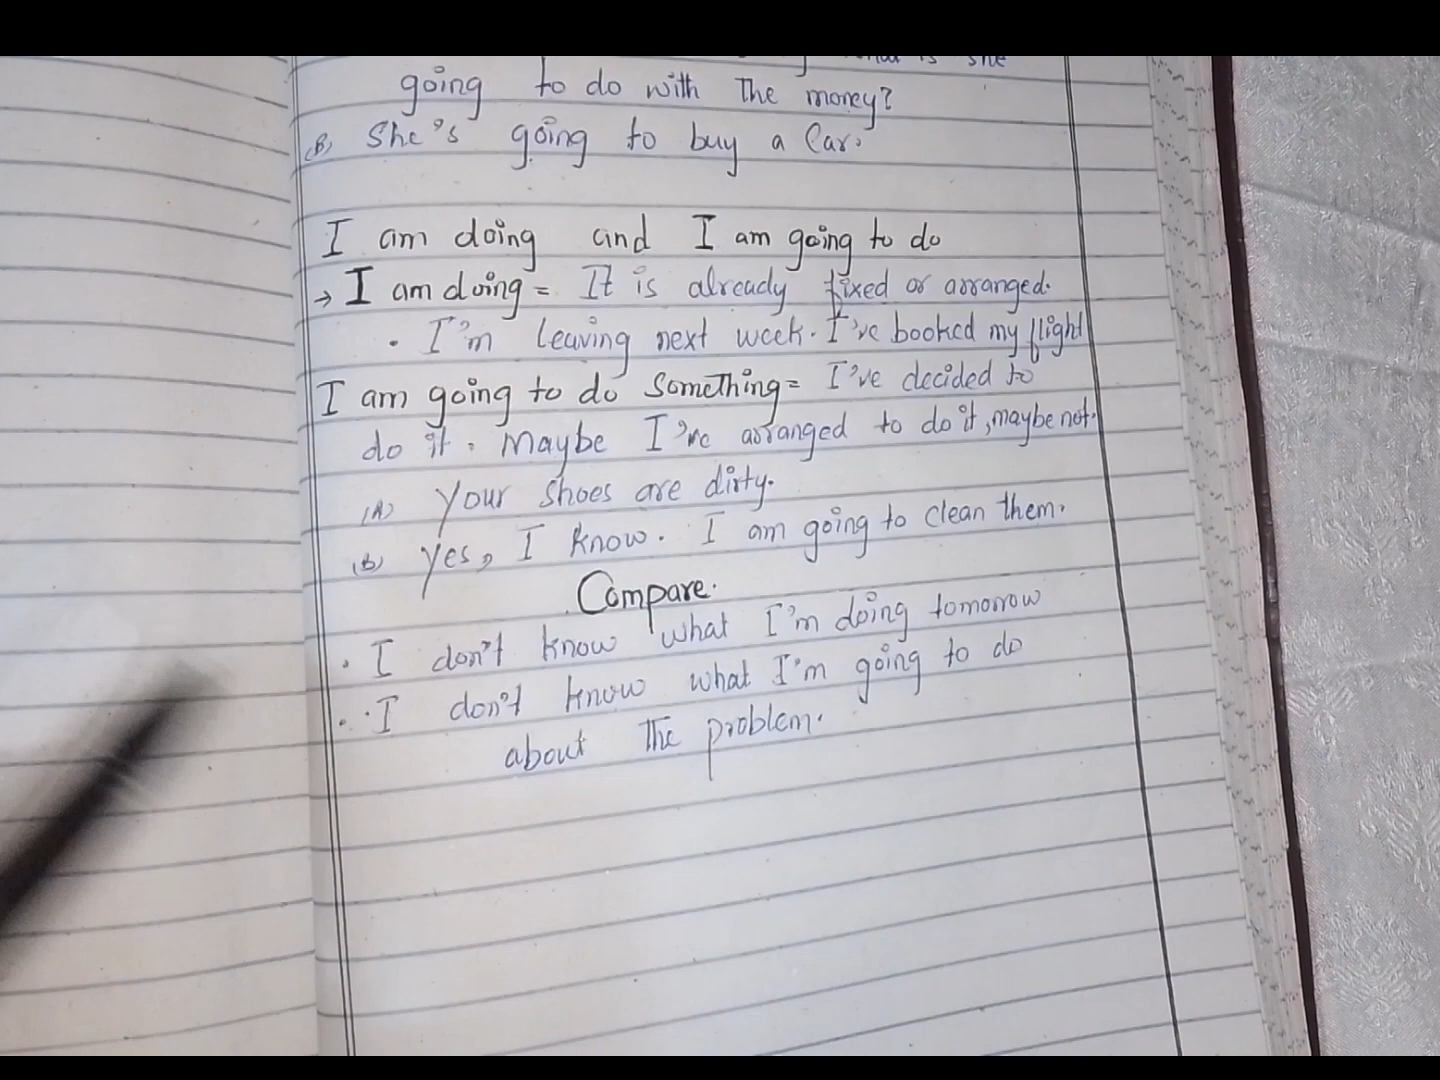 is she
going to do with The money?
(B) She's going to buy a Car.
I am doing and I am going to do
→ I am doing = It is already fixed or arranged.
• I'm leaving next week. I've booked my flight
I am going to do Something = I've decided to
do it. Maybe I've arranged to do it, maybe not.
(A) Your shoes are dirty.
(B) Yes, I know. I am going to clean them.
Compare.
• I don't know what I'm doing tomorrow
• I don't know what I'm going to do
about The problem.